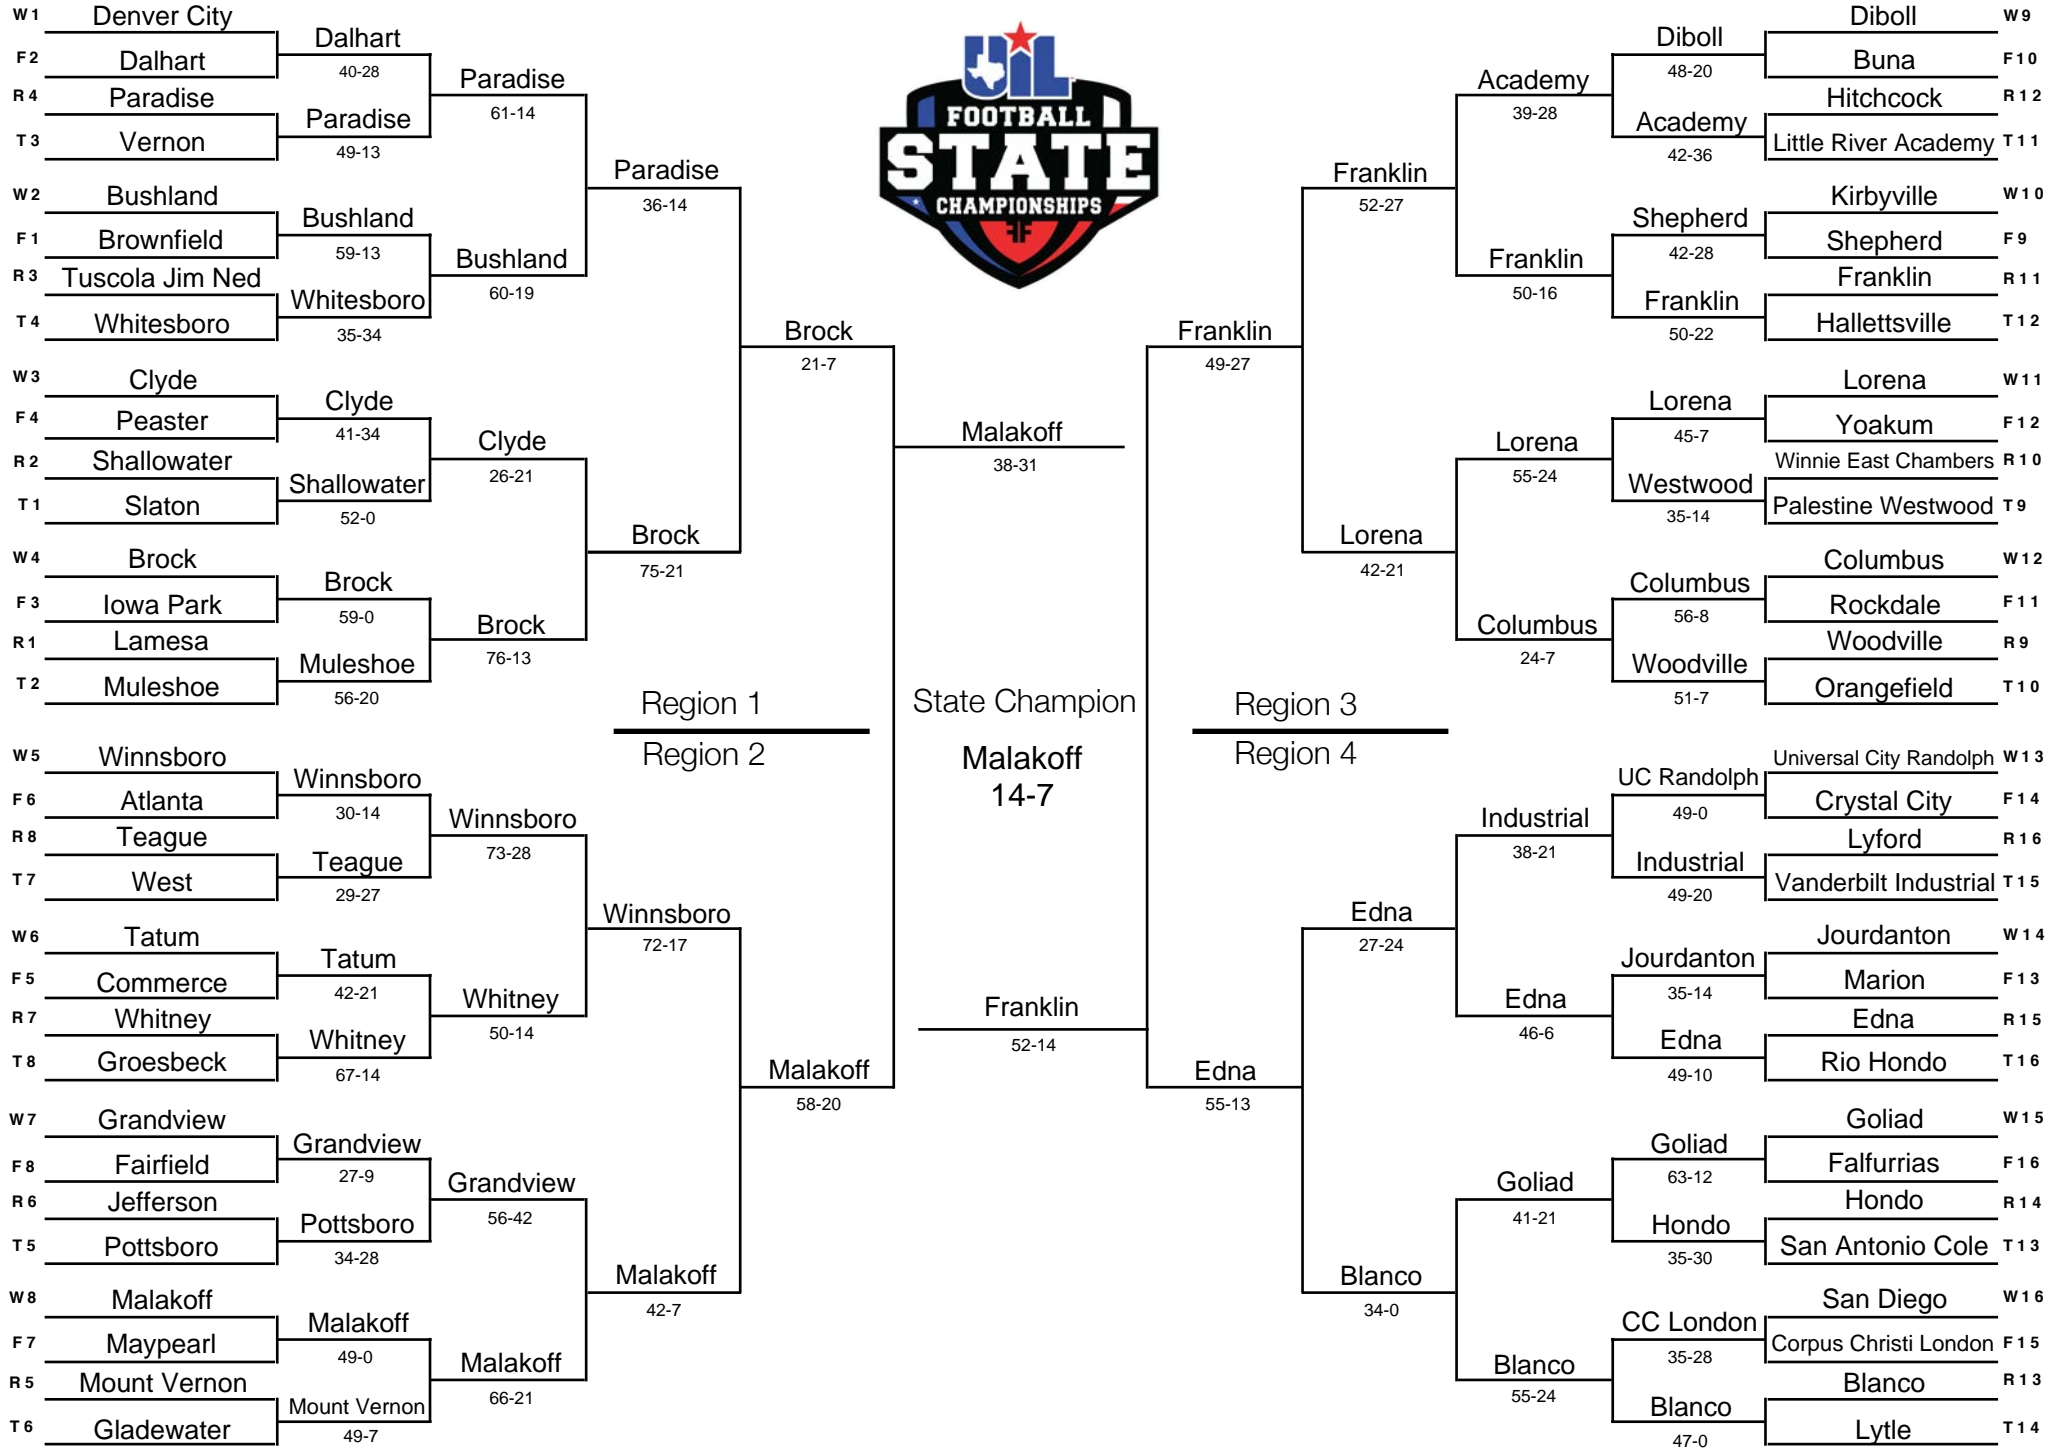 W1 Denver City
F2 Dalhart
R4 Paradise
T3 Vernon
W2 Bushland
F1 Brownfield
R3 Tuscola Jim Ned
T4 Whitesboro
W3 Clyde
F4 Peaster
R2 Shallowater
T1 Slaton
W4 Brock
F3 Iowa Park
R1 Lamesa
T2 Muleshoe
W5 Winnsboro
F6 Atlanta
R8 Teague
T7 West
W6 Tatum
F5 Commerce
R7 Whitney
T8 Groesbeck
W7 Grandview
F8 Fairfield
R6 Jefferson
T5 Pottsboro
W8 Malakoff
F7 Maypearl
R5 Mount Vernon
T6 Gladewater
Dalhart
40-28
Paradise
49-13
Bushland
59-13
Whitesboro
35-34
Clyde
41-34
Shallowater
52-0
Brock
59-0
Muleshoe
56-20
Winnsboro
30-14
Teague
29-27
Tatum
42-21
Whitney
67-14
Grandview
27-9
Pottsboro
34-28
Malakoff
49-0
Mount Vernon
49-7
Paradise
61-14
Bushland
60-19
Clyde
26-21
Brock
76-13
Winnsboro
73-28
Whitney
50-14
Grandview
56-42
Malakoff
66-21
Paradise
36-14
Brock
75-21
Winnsboro
72-17
Malakoff
42-7
Brock
21-7
Malakoff
58-20
Region 1
Region 2
UIL
FOOTBALL
STATE
CHAMPIONSHIPS
Malakoff
38-31
State Champion
Malakoff
14-7
Franklin
52-14
Region 3
Region 4
Franklin
49-27
Edna
55-13
Franklin
52-27
Lorena
42-21
Edna
27-24
Blanco
34-0
Academy
39-28
Franklin
50-16
Lorena
55-24
Columbus
24-7
Industrial
38-21
Edna
46-6
Goliad
41-21
Blanco
55-24
Diboll
48-20
Academy
42-36
Shepherd
42-28
Franklin
50-22
Lorena
45-7
Westwood
35-14
Columbus
56-8
Woodville
51-7
UC Randolph
49-0
Industrial
49-20
Jourdanton
35-14
Edna
49-10
Goliad
63-12
Hondo
35-30
CC London
35-28
Blanco
47-0
Diboll W9
Buna F10
Hitchcock R12
Little River Academy T11
Kirbyville W10
Shepherd F9
Franklin R11
Hallettsville T12
Lorena W11
Yoakum F12
Winnie East Chambers R10
Palestine Westwood T9
Columbus W12
Rockdale F11
Woodville R9
Orangefield T10
Universal City Randolph W13
Crystal City F14
Lyford R16
Vanderbilt Industrial T15
Jourdanton W14
Marion F13
Edna R15
Rio Hondo T16
Goliad W15
Falfurrias F16
Hondo R14
San Antonio Cole T13
San Diego W16
Corpus Christi London F15
Blanco R13
Lytle T14